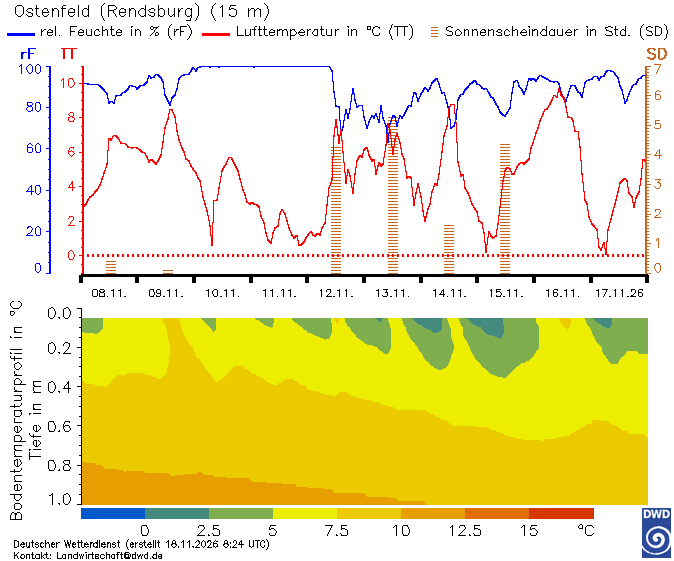 Ostenfeld (Rendsburg) (15 m)
rel. Feuchte in % (rF) Lufttemperatur in °C (TT) Sonnenscheindauer in Std. (SD)
rF TT SD
100 10 7
80 8 6
60 6 5
40 4 4
20 2 3
0 0 2
1
0
08.11. 09.11. 10.11. 11.11. 12.11. 13.11. 14.11. 15.11. 16.11. 17.11.26
Bodentemperaturprofil in °C
Tiefe in m
0.0
0.2
0.4
0.6
0.8
1.0
0 2.5 5 7.5 10 12.5 15 °C
DWD
Deutscher Wetterdienst (erstellt 18.11.2026 8:24 UTC)
Kontakt: Landwirtschaft@dwd.de